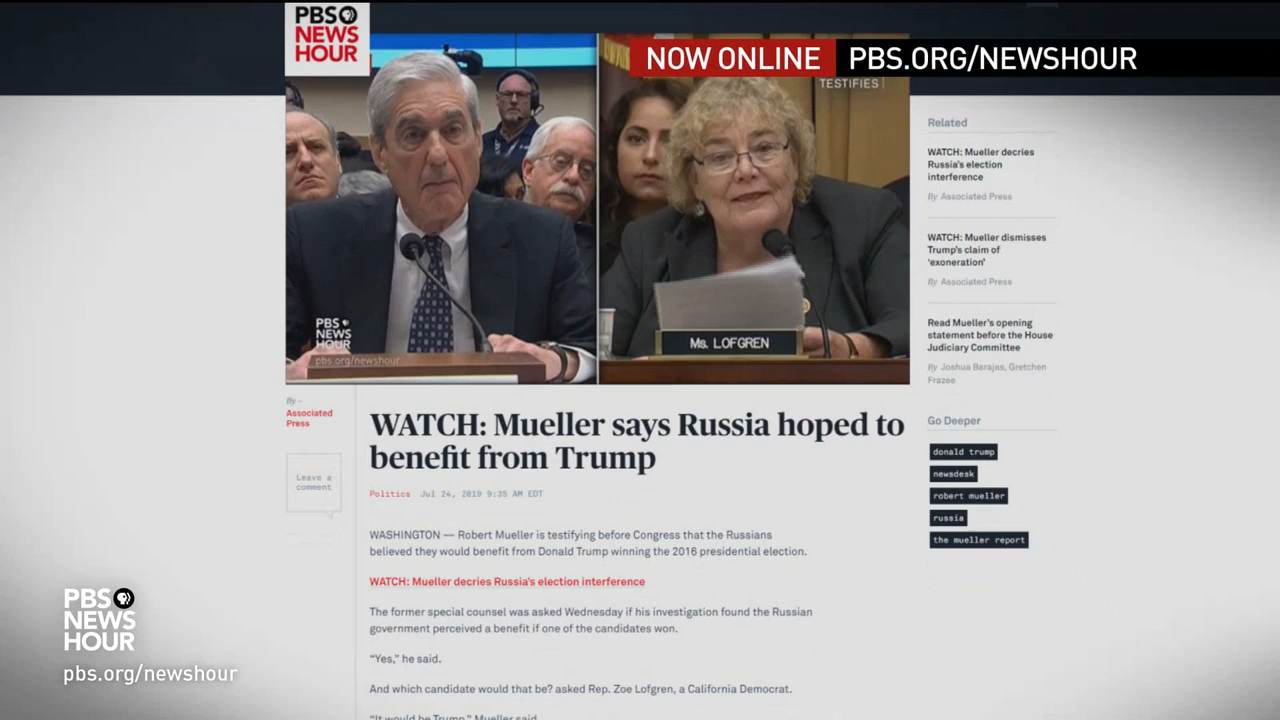 PBS
NEWS
HOUR
NOW ONLINE
PBS.ORG/NEWSHOUR
TESTIFIES
PBS
NEWS
HOUR
pbs.org/newshour
Ms. LOFGREN
By –
Associated
Press
Leave a
comment
WATCH: Mueller says Russia hoped to
benefit from Trump
Politics Jul 24, 2019 9:35 AM EDT
WASHINGTON — Robert Mueller is testifying before Congress that the Russians
believed they would benefit from Donald Trump winning the 2016 presidential election.
WATCH: Mueller decries Russia's election interference
The former special counsel was asked Wednesday if his investigation found the Russian
government perceived a benefit if one of the candidates won.
“Yes,” he said.
And which candidate would that be? asked Rep. Zoe Lofgren, a California Democrat.
“It would be Trump,” Mueller said
Related
WATCH: Mueller decries
Russia's election
interference
By Associated Press
WATCH: Mueller dismisses
Trump's claim of
'exoneration'
By Associated Press
Read Mueller's opening
statement before the House
Judiciary Committee
By Joshua Barajas, Gretchen
Frazee
Go Deeper
donald trump
newsdesk
robert mueller
russia
the mueller report
PBS
NEWS
HOUR
pbs.org/newshour